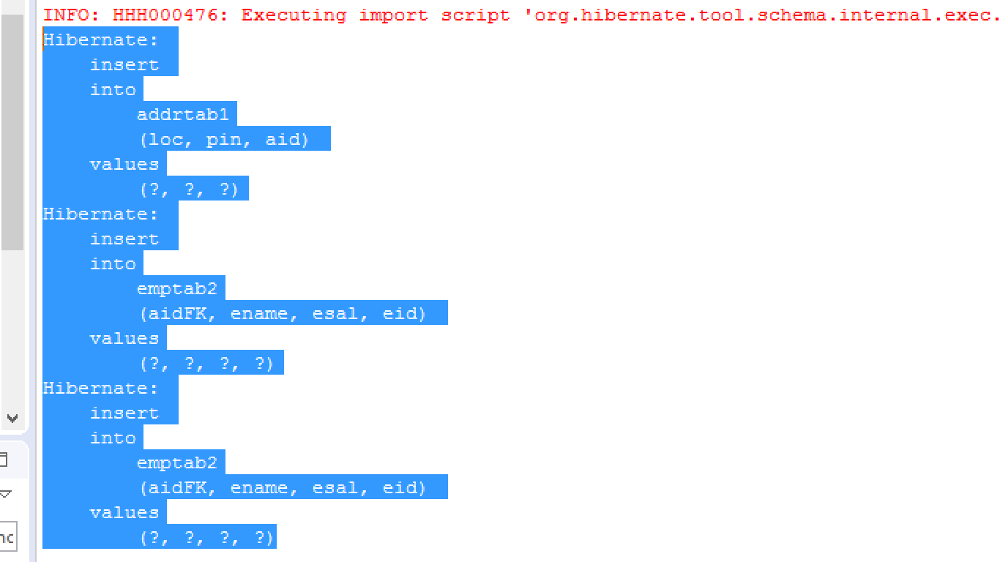 INFO: HHH000476: Executing import script 'org.hibernate.tool.schema.internal.exec.
Hibernate:
    insert
    into
        addrtab1
        (loc, pin, aid)
    values
        (?, ?, ?)
Hibernate:
    insert
    into
        emptab2
        (aidFK, ename, esal, eid)
    values
        (?, ?, ?, ?)
Hibernate:
    insert
    into
        emptab2
        (aidFK, ename, esal, eid)
    values
        (?, ?, ?, ?)